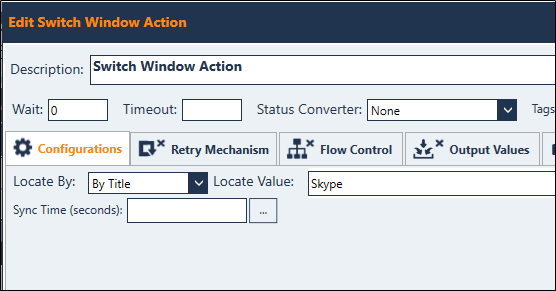 Edit Switch Window Action
Description: Switch Window Action
Wait: 0 Timeout: Status Converter: None Tags
Configurations Retry Mechanism Flow Control Output Values
Locate By: By Title Locate Value: Skype
Sync Time (seconds): ...